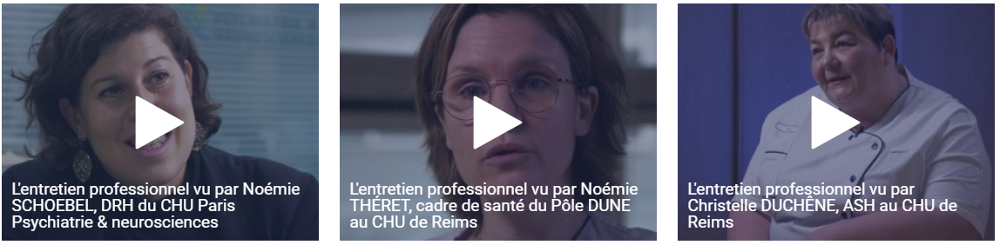 L'entretien professionnel vu par Noémie
SCHOEBEL, DRH du CHU Paris
Psychiatrie & neurosciences
L'entretien professionnel vu par Noémie
THÉRET, cadre de santé du Pôle DUNE
au CHU de Reims
L'entretien professionnel vu par
Christelle DUCHÊNE, ASH au CHU de
Reims